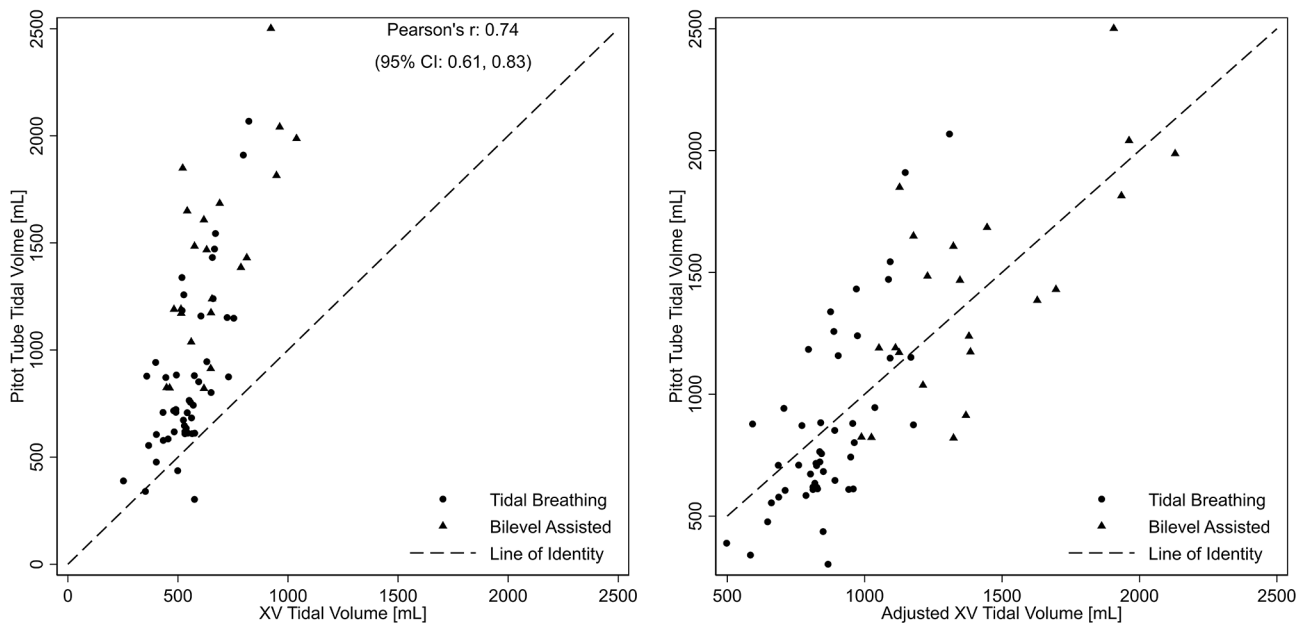 Pearson's r: 0.74
(95% CI: 0.61, 0.83)
Pitot Tube Tidal Volme [mL]
2500
2000
1500
1000
500
0
Tidal Breathing
Bilevel Assisted
Line of Identity
0 500 1000 1500 2000 2500
XV Tidal Volume [mL]
Pitot Tube Tidal Volme [mL]
2500
2000
1500
1000
500
Tidal Breathing
Bilevel Assisted
Line of Identity
500 1000 1500 2000 2500
Adjusted XV Tidal Volume [mL]